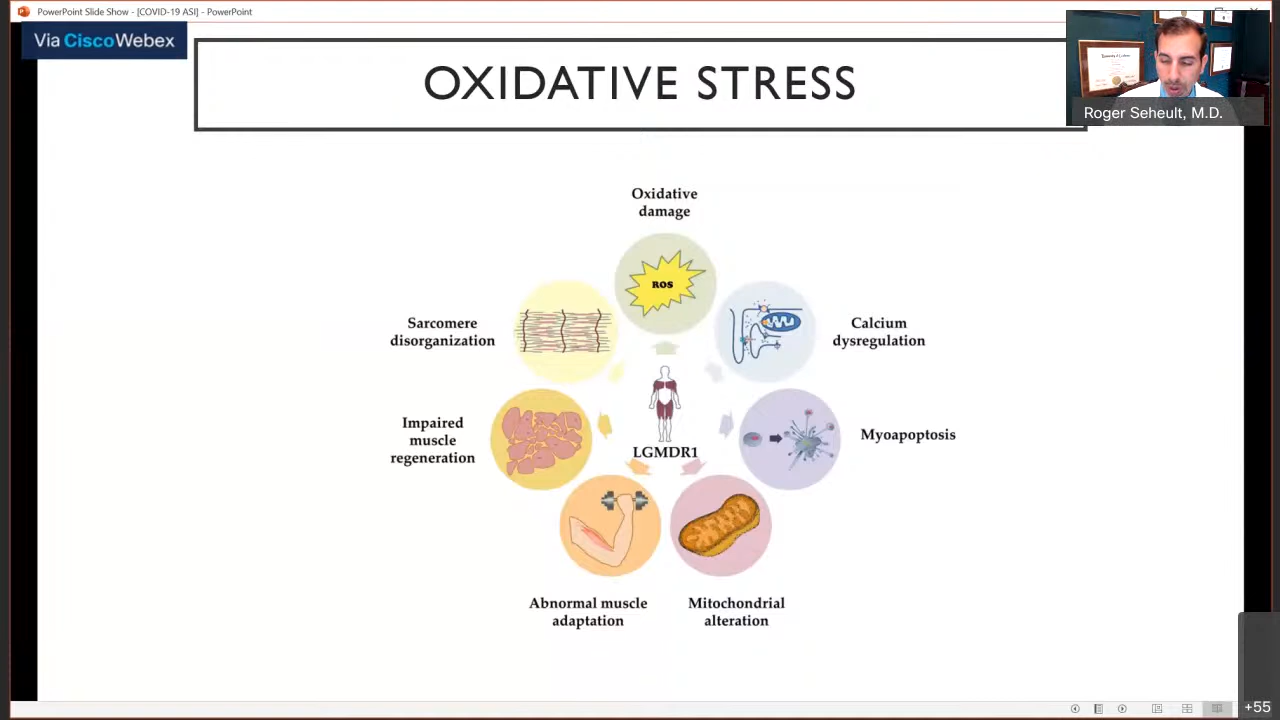 PowerPoint Slide Show - [COVID-19 ASI] - PowerPoint
Via CiscoWebex
OXIDATIVE STRESS
Roger Seheult, M.D.
Oxidative
damage
ROS
Sarcomere
disorganization
Calcium
dysregulation
Impaired
muscle
regeneration
LGMDR1
Myoapoptosis
Abnormal muscle
adaptation
Mitochondrial
alteration
+55